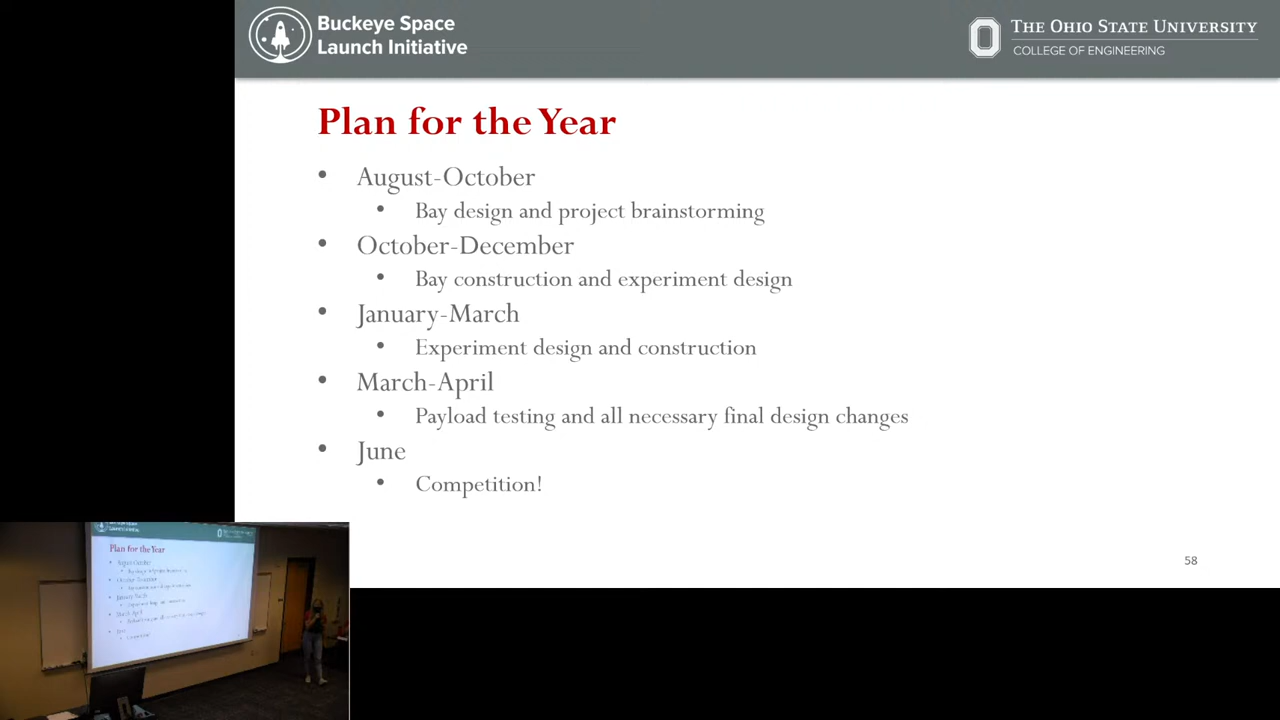 Buckeye Space
Launch Initiative
THE OHIO STATE UNIVERSITY
COLLEGE OF ENGINEERING
Plan for the Year
• August-October
• Bay design and project brainstorming
• October-December
• Bay construction and experiment design
• January-March
• Experiment design and construction
• March-April
• Payload testing and all necessary final design changes
• June
• Competition!
58
Plan for the Year